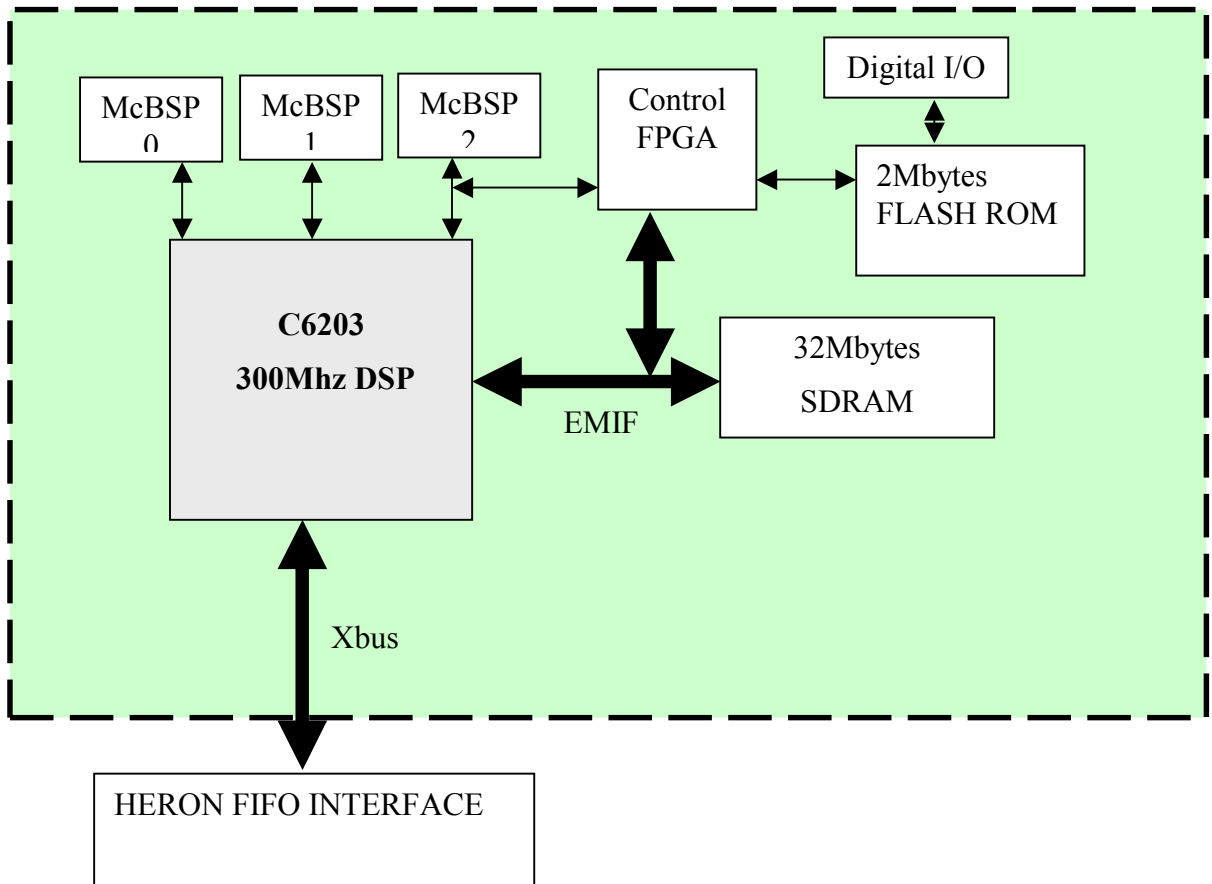 McBSP
0
McBSP
1
McBSP
2
Control
FPGA
Digital I/O
2Mbytes
FLASH ROM
C6203
300Mhz DSP
32Mbytes
SDRAM
EMIF
Xbus
HERON FIFO INTERFACE